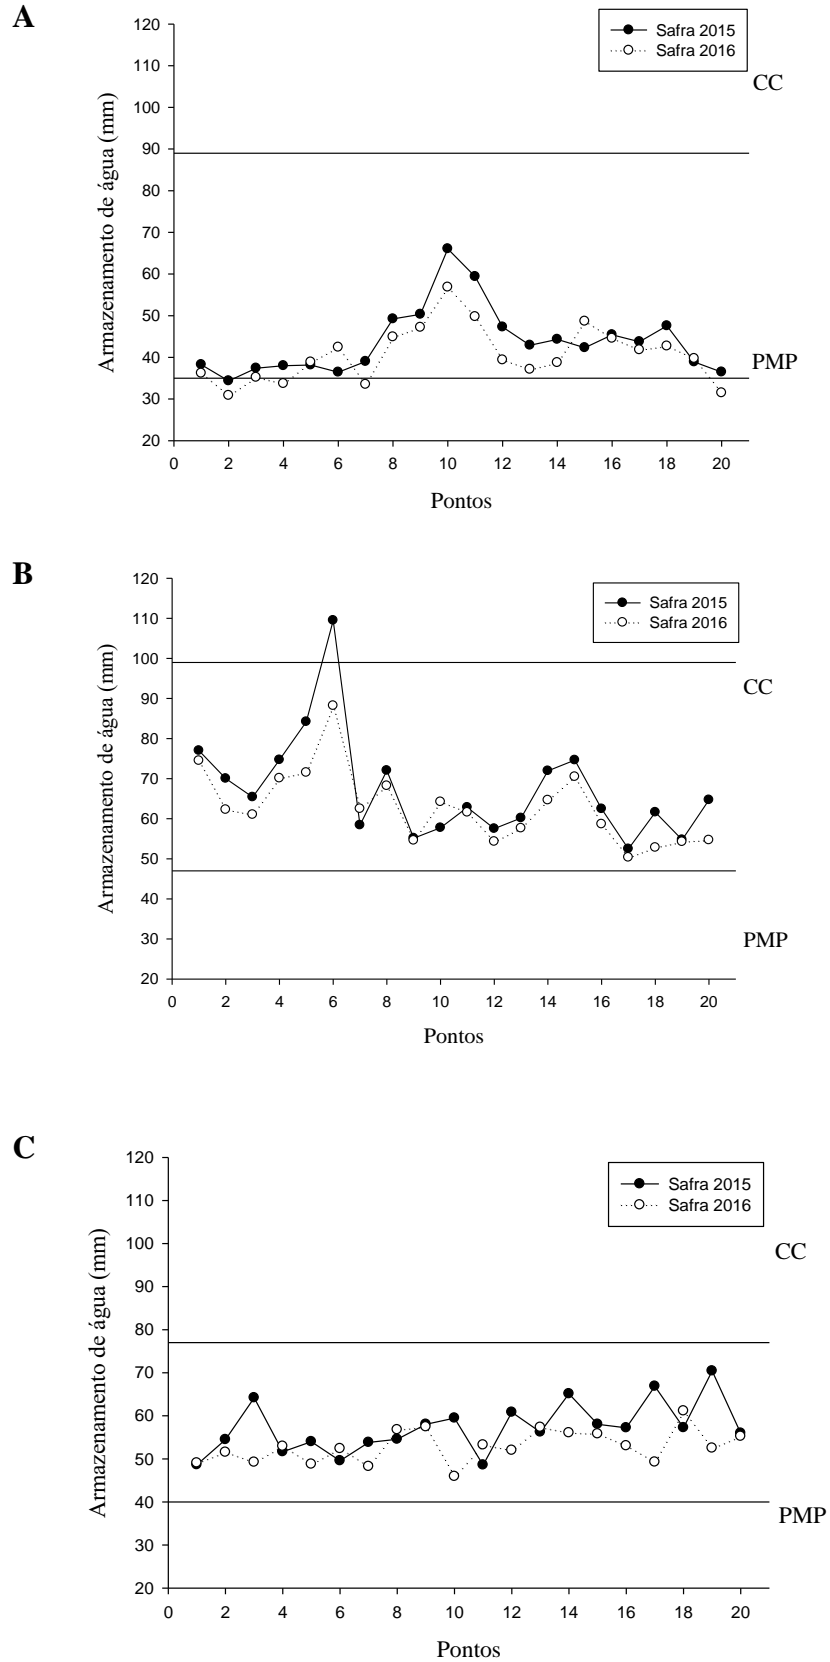 A
Safra 2015
Safra 2016
CC
PMP
Armazenamento de água (mm)
120
110
100
90
80
70
60
50
40
30
20
0 2 4 6 8 10 12 14 16 18 20
Pontos
B
Safra 2015
Safra 2016
CC
PMP
Armazenamento de água (mm)
120
110
100
90
80
70
60
50
40
30
20
0 2 4 6 8 10 12 14 16 18 20
Pontos
C
Safra 2015
Safra 2016
CC
PMP
Armazenamento de água (mm)
120
110
100
90
80
70
60
50
40
30
20
0 2 4 6 8 10 12 14 16 18 20
Pontos